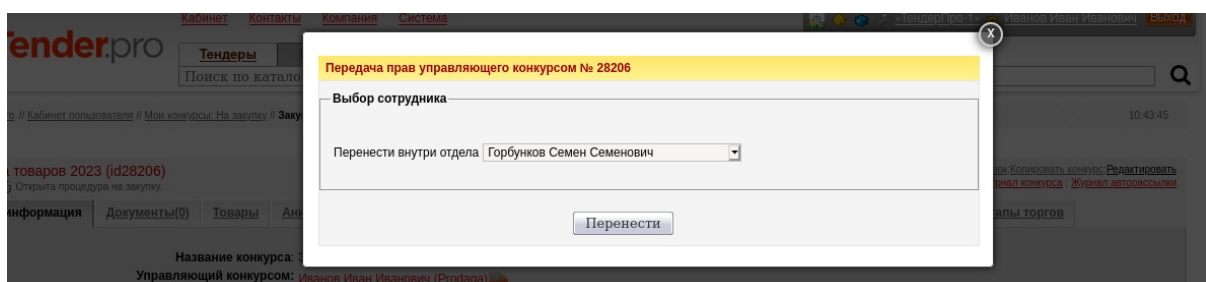 Кабинет Контакты Компания Система
«ТендерПро-1» Иванов Иван Иванович Выход
ender.pro
Тендеры
Поиск по катало
X
Передача прав управляющего конкурсом № 28206
Выбор сотрудника
// Кабинет пользователя // Мои конкурсы: На закупку // Заку
10:43:45
Перенести внутри отдела Горбунков Семен Семенович
товаров 2023 (id28206)
Копировать конкурс; Редактировать
Открыта процедура на закупку.
конкурса ; Журнал авторассылки
информация Документы(0) Товары
торгов
Перенести
Название конкурса:
Управляющий конкурсом: Иванов Иван Иванович (Prodaga)